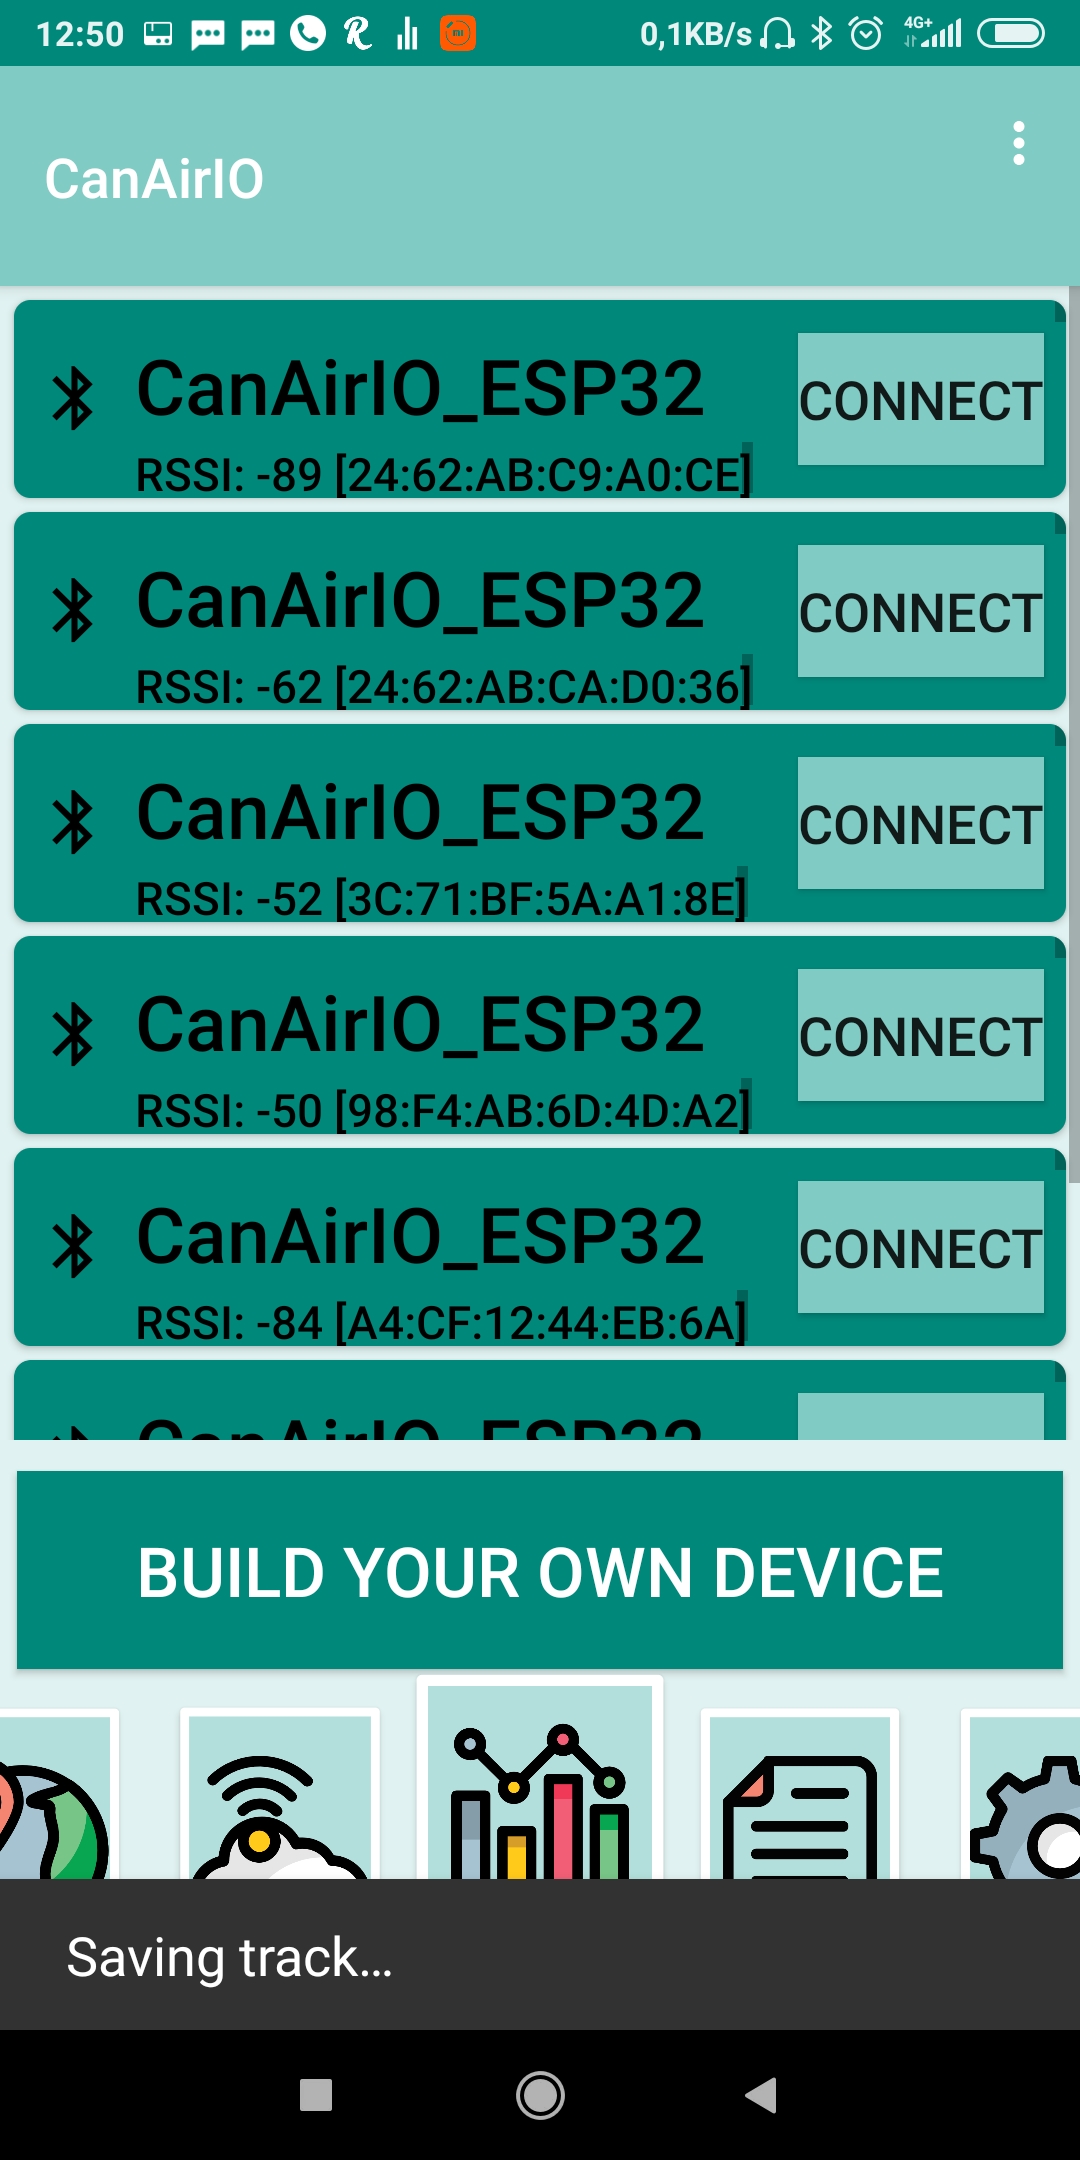 12:50 0,1KB/s 4G+
CanAirIO
CanAirIO_ESP32
CONNECT
RSSI: -89 [24:62:AB:C9:A0:CE]
CanAirIO_ESP32
CONNECT
RSSI: -62 [24:62:AB:CA:D0:36]
CanAirIO_ESP32
CONNECT
RSSI: -52 [3C:71:BF:5A:A1:8E]
CanAirIO_ESP32
CONNECT
RSSI: -50 [98:F4:AB:6D:4D:A2]
CanAirIO_ESP32
CONNECT
RSSI: -84 [A4:CF:12:44:EB:6A]
CanAirIO_ESP32
BUILD YOUR OWN DEVICE
Saving track...